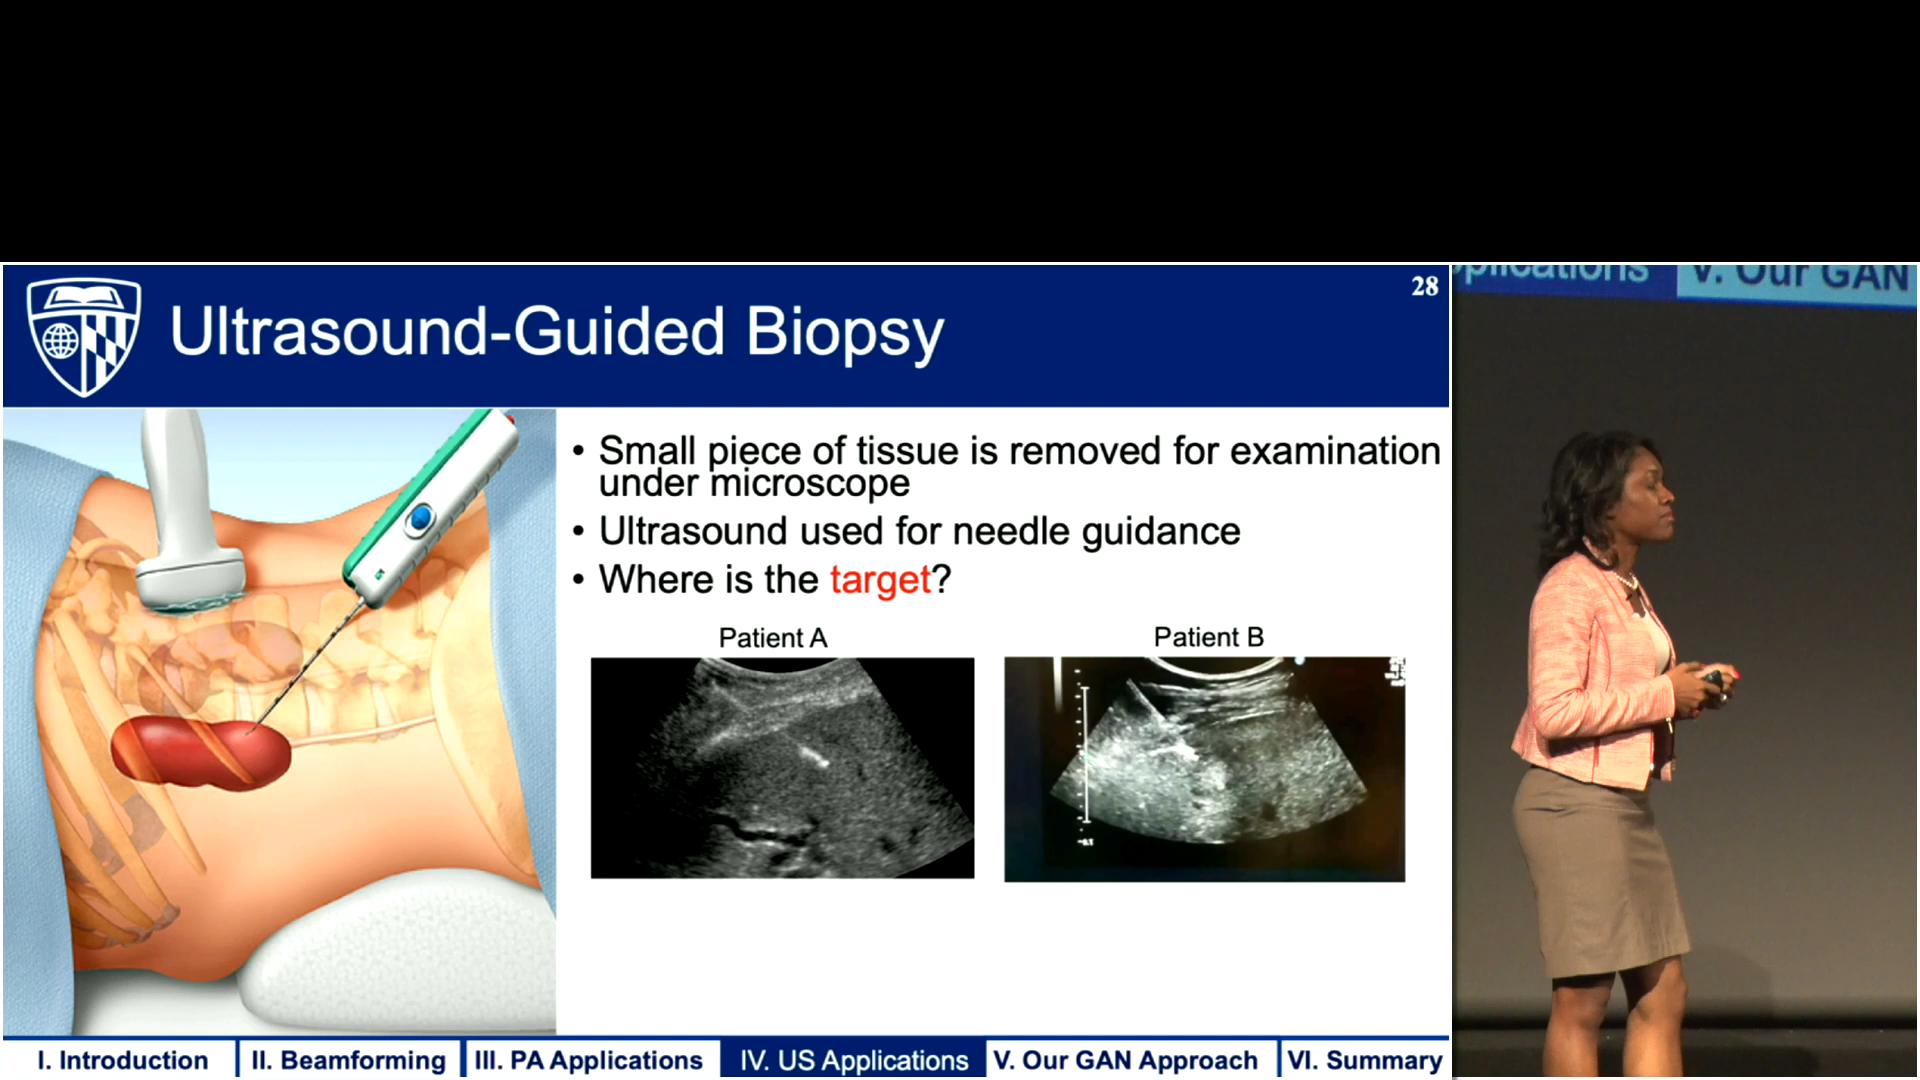 28
Ultrasound-Guided Biopsy
• Small piece of tissue is removed for examination
under microscope
• Ultrasound used for needle guidance
• Where is the target?
Patient A
Patient B
I. Introduction
II. Beamforming
III. PA Applications
IV. US Applications
V. Our GAN Approach
VI. Summary
pplications
V. Our GAN